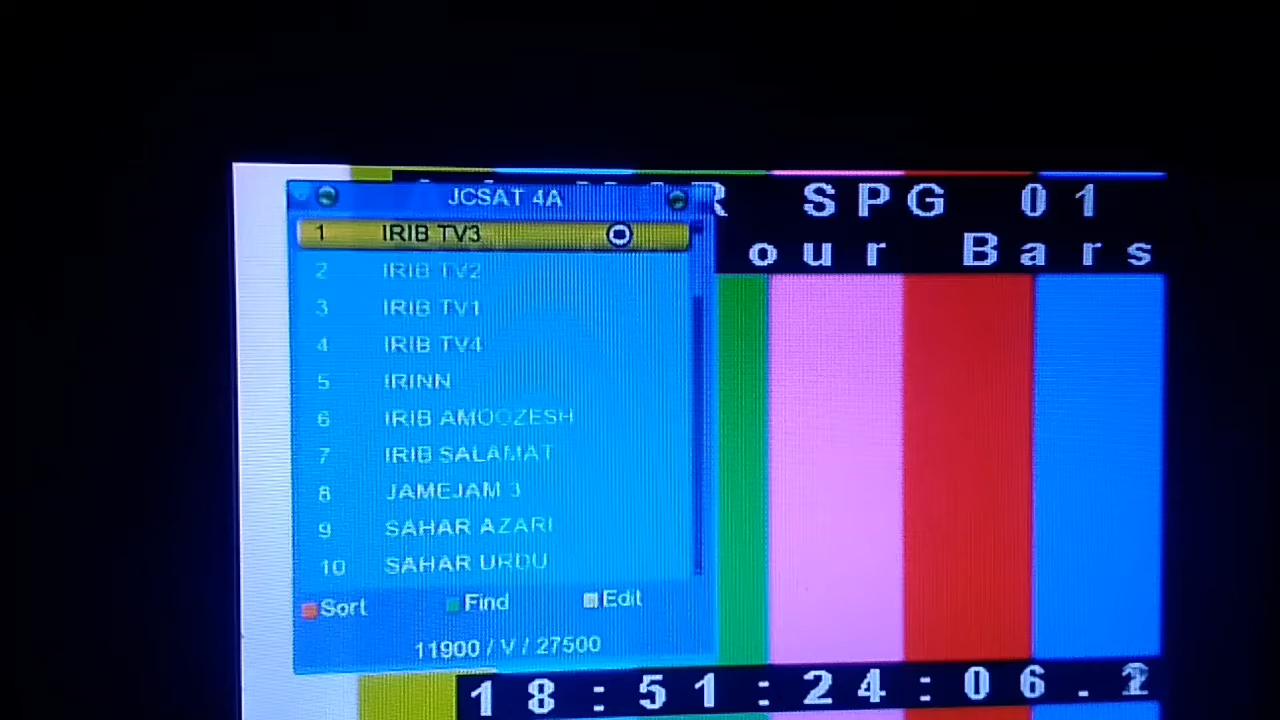 R SPG 01
our Bars
JCSAT 4A
1 IRIB TV3
2 IRIB TV2
3 IRIB TV1
4 IRIB TV4
5 IRINN
6 IRIB AMOOZESH
7 IRIB SALAMAT
8 JAMEJAM 3
9 SAHAR AZARI
10 SAHAR URDU
Sort Find Edit
11900 / V / 27500
18:51:24:06.